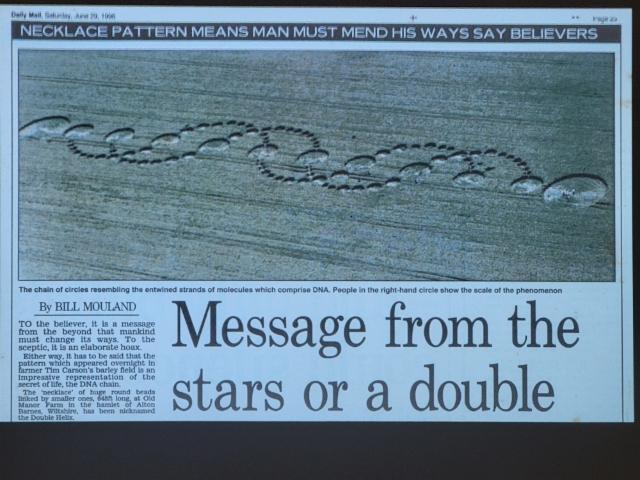 Daily Mail, Saturday, June 29, 1996
Page 23
NECKLACE PATTERN MEANS MAN MUST MEND HIS WAYS SAY BELIEVERS
The chain of circles resembling the entwined strands of molecules which comprise DNA. People in the right-hand circle show the scale of the phenomenon
By BILL MOULAND
TO the believer, it is a message
from the beyond that mankind
must change its ways. To the
sceptic, it is an elaborate hoax.
Either way, it has to be said that the
pattern which appeared overnight in
farmer Tim Carson's barley field is an
impressive representation of the
secret of life, the DNA chain.
The 'necklace' of huge round beads
linked by smaller ones, 648ft long, at Old
Manor Farm in the hamlet of Alton
Barnes, Wiltshire, has been nicknamed
the Double Helix.
Message from the
stars or a double